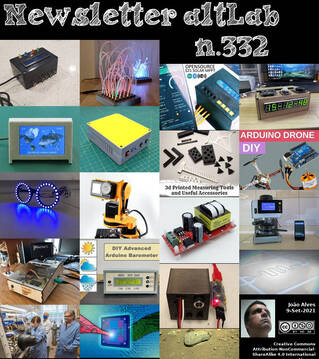 Newsletter altLab
n.332
OPENSOURCE
ARDUINO DRONE
DIY
3d Printed Measuring Tools
and Useful Accessories
DIY Advanced
Arduino Barometer
João Alves
9-Set-2021
Creative Commons
Attribution-NonCommercial-
ShareAlike 4.0 International